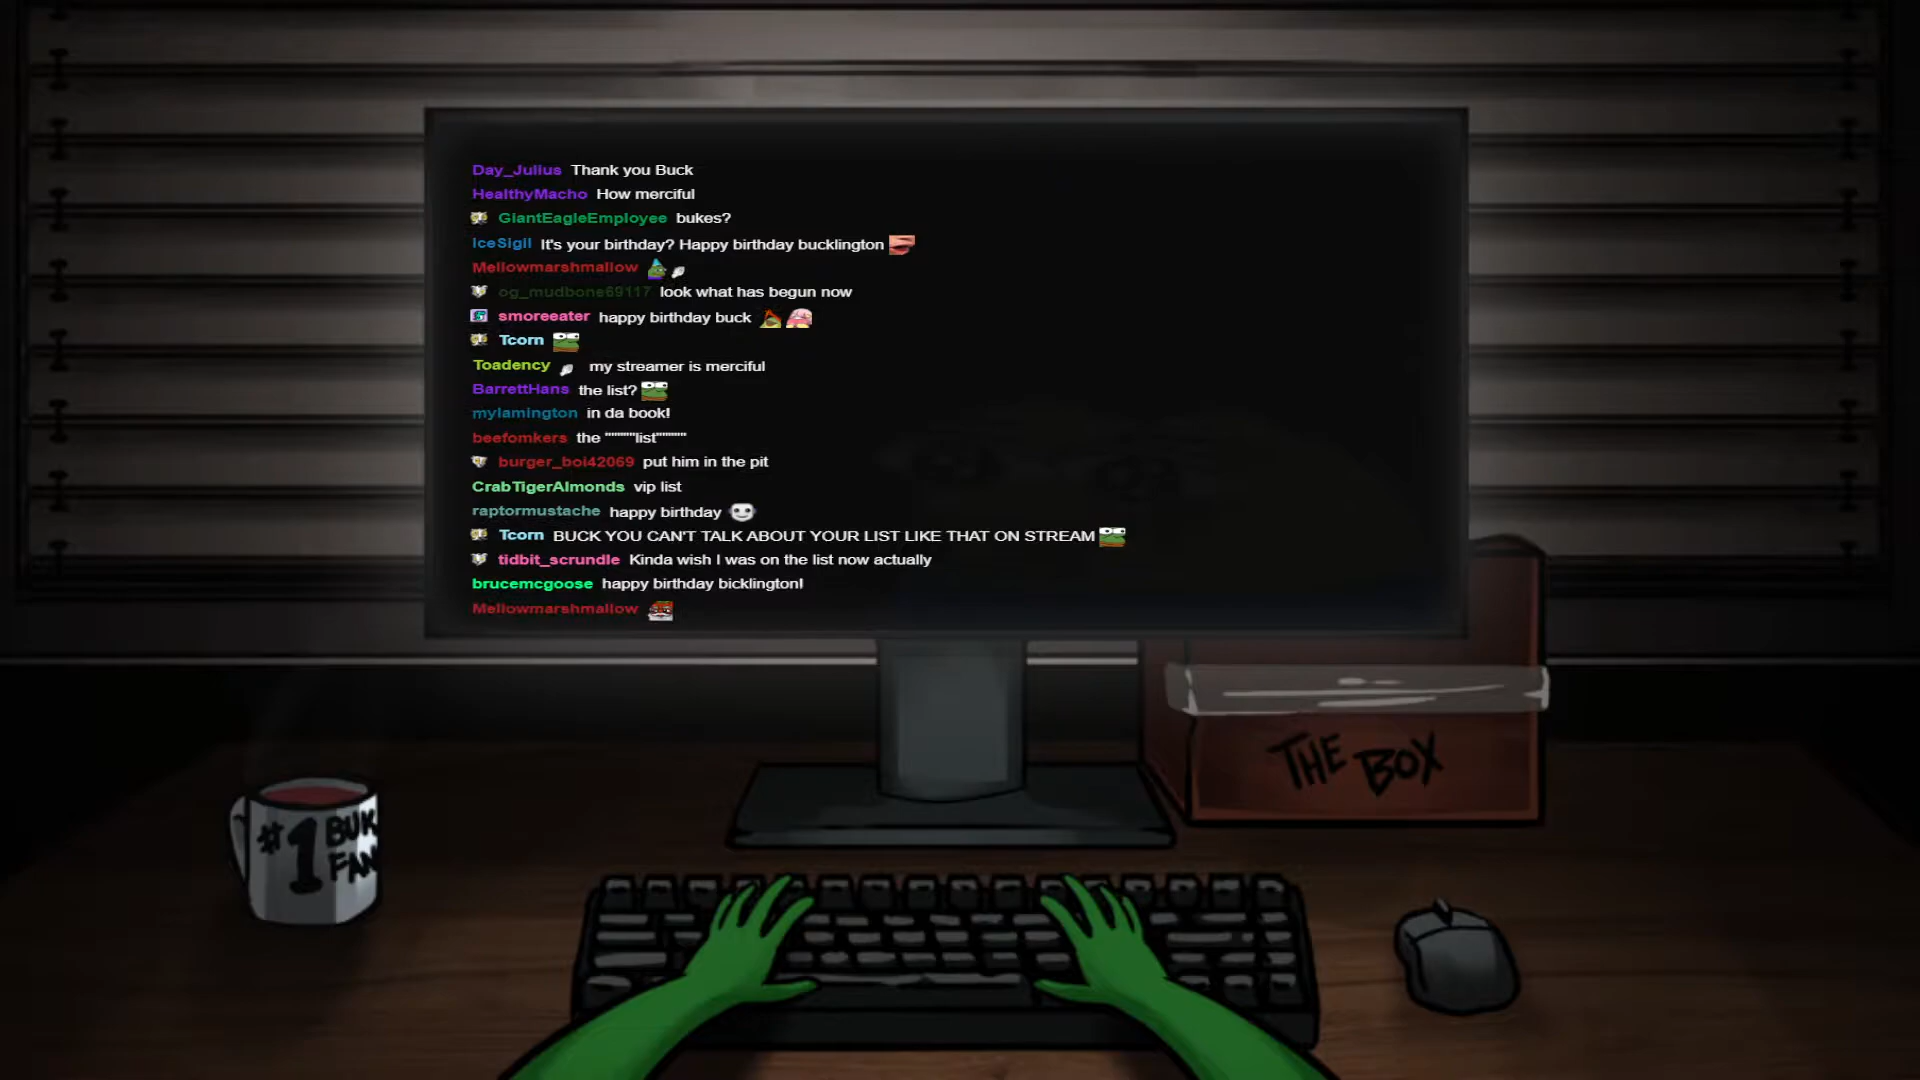 Day_Julius Thank you Buck
HealthyMacho How merciful
GiantEagleEmployee bukes?
IceSigil It's your birthday? Happy birthday bucklington
Mellowmarshmallow
og_mudbone69117 look what has begun now
smoreeater happy birthday buck
Tcorn
Toadency my streamer is merciful
BarrettHans the list?
mylamington in da book!
beefomkers the """"""list""""""
burger_boi42069 put him in the pit
CrabTigerAlmonds vip list
raptormustache happy birthday
Tcorn BUCK YOU CAN'T TALK ABOUT YOUR LIST LIKE THAT ON STREAM
tidbit_scrundle Kinda wish I was on the list now actually
brucemcgoose happy birthday bicklington!
Mellowmarshmallow
THE BOX
#1 BUK
FAN